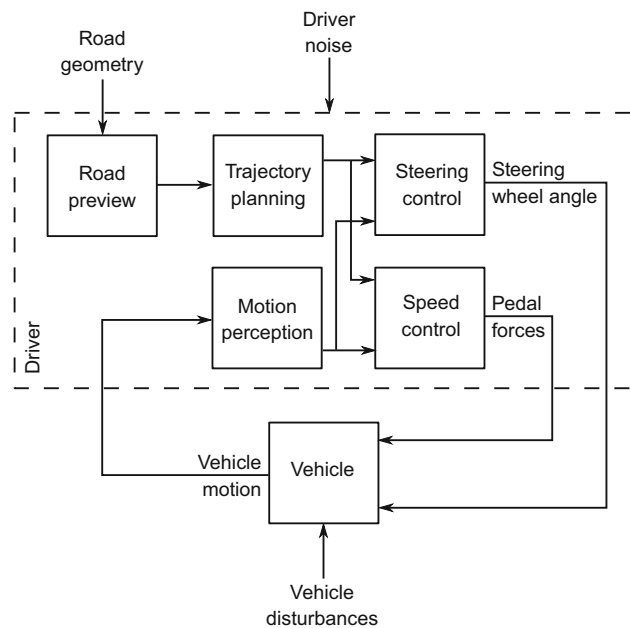 Driver
noise
Road
geometry
Road
preview
Trajectory
planning
Steering
control
Steering
wheel angle
Motion
perception
Speed
control
Pedal
forces
Driver
Vehicle
motion
Vehicle
Vehicle
disturbances